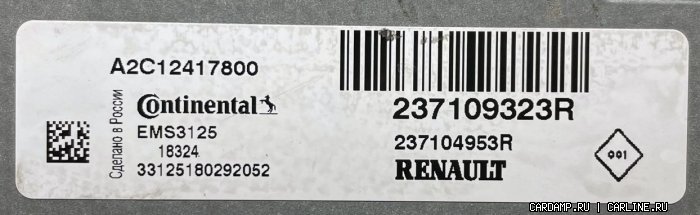 A2C12417800
Сделано в России
Continental
EMS3125
18324
33125180292052
237109323R
237104953R
RENAULT
001
CARDAMP.RU | CARLINE.RU